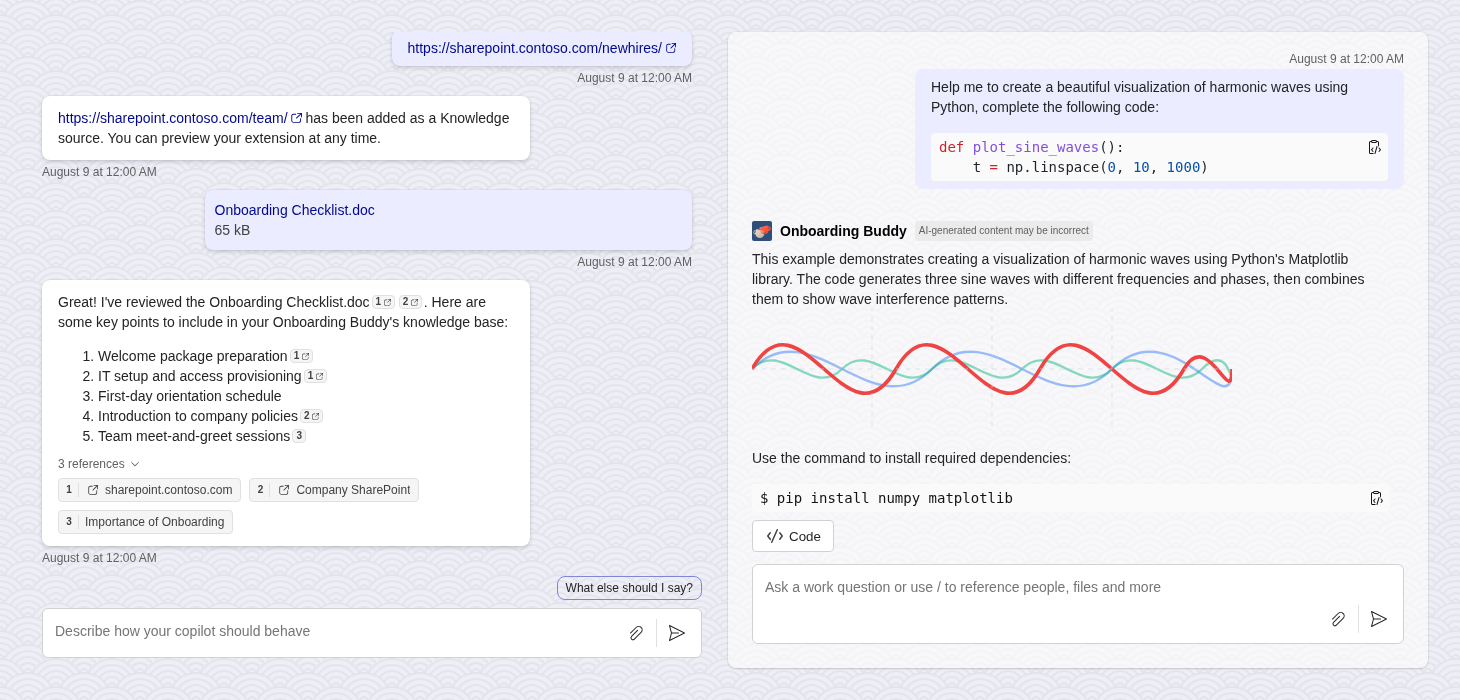 https://sharepoint.contoso.com/newhires/
August 9 at 12:00 AM
https://sharepoint.contoso.com/team/ has been added as a Knowledge
source. You can preview your extension at any time.
August 9 at 12:00 AM
Onboarding Checklist.doc
65 kB
August 9 at 12:00 AM
Great! I've reviewed the Onboarding Checklist.doc 1 2 . Here are
some key points to include in your Onboarding Buddy's knowledge base:
1. Welcome package preparation 1
2. IT setup and access provisioning 1
3. First-day orientation schedule
4. Introduction to company policies 2
5. Team meet-and-greet sessions 3
3 references
1 sharepoint.contoso.com 2 Company SharePoint
3 Importance of Onboarding
August 9 at 12:00 AM
What else should I say?
Describe how your copilot should behave
August 9 at 12:00 AM
Help me to create a beautiful visualization of harmonic waves using
Python, complete the following code:
def plot_sine_waves():
    t = np.linspace(0, 10, 1000)
Onboarding Buddy AI-generated content may be incorrect
This example demonstrates creating a visualization of harmonic waves using Python's Matplotlib
library. The code generates three sine waves with different frequencies and phases, then combines
them to show wave interference patterns.
Use the command to install required dependencies:
$ pip install numpy matplotlib
Code
Ask a work question or use / to reference people, files and more